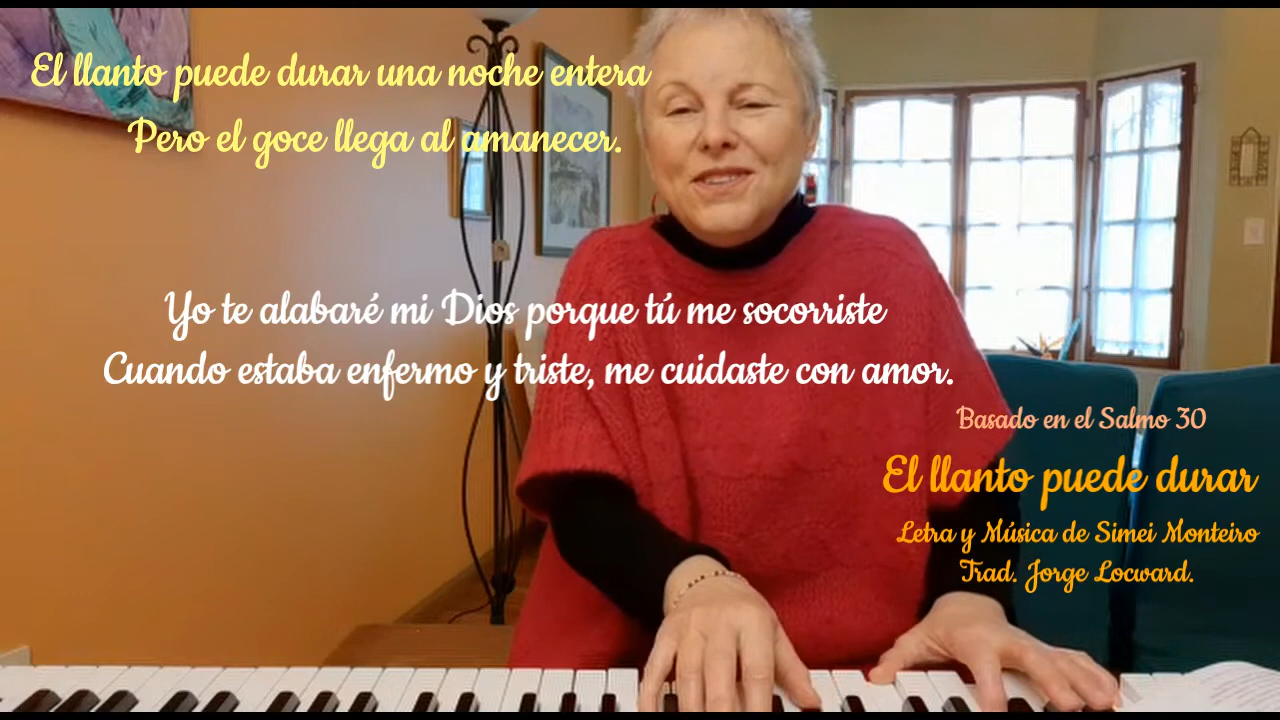 El llanto puede durar una noche entera
Pero el goce llega al amanecer.
Yo te alabaré mi Dios porque tú me socorriste
Cuando estaba enfermo y triste, me cuidaste con amor.
Basado en el Salmo 30
El llanto puede durar
Letra y Música de Simei Monteiro
Trad. Jorge Locward.